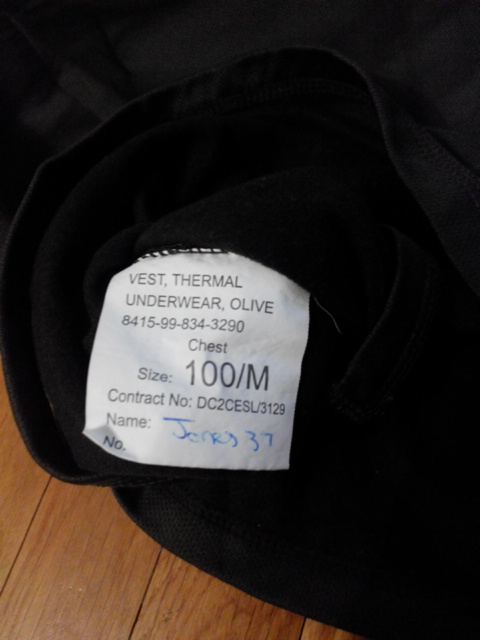 VEST, THERMAL
UNDERWEAR, OLIVE
8415-99-834-3290
Chest
Size: 100/M
Contract No: DC2CESL/3129
Name: Jones 37
No.